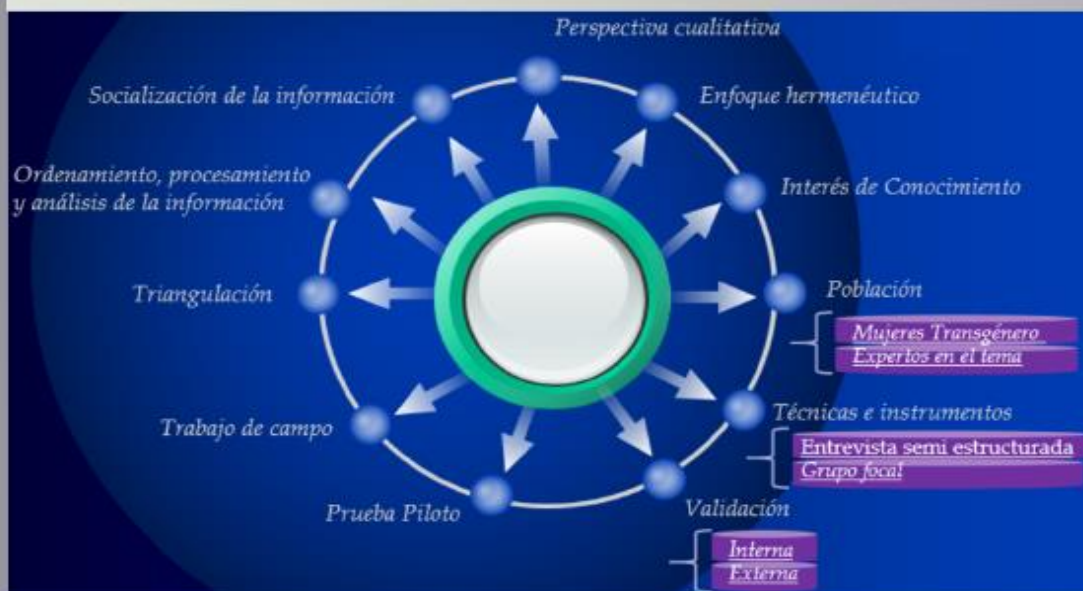 Perspectiva cualitativa
Enfoque hermenéutico
Interés de Conocimiento
Población
Mujeres Transgénero
Expertos en el tema
Técnicas e instrumentos
Entrevista semi estructurada
Grupo focal
Validación
Interna
Externa
Prueba Piloto
Trabajo de campo
Triangulación
Ordenamiento, procesamiento
y análisis de la información
Socialización de la información